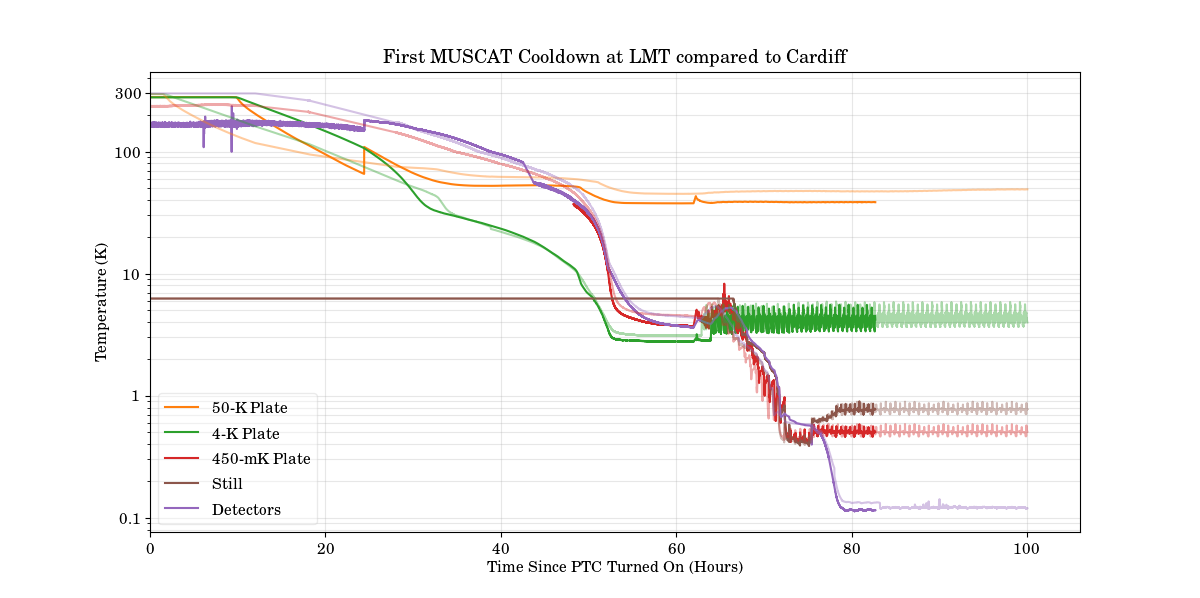 First MUSCAT Cooldown at LMT compared to Cardiff
Temperature (K)
300
100
10
1
0.1
50-K Plate
4-K Plate
450-mK Plate
Still
Detectors
0 20 40 60 80 100
Time Since PTC Turned On (Hours)